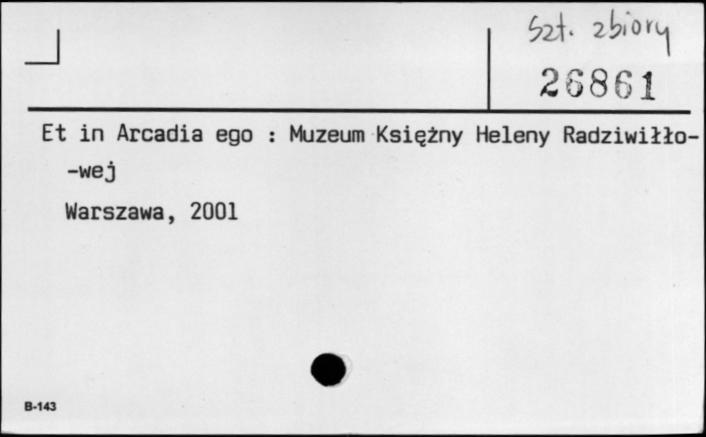 Szt. zbiory
26861
Et in Arcadia ego : Muzeum Księżny Heleny Radziwiłło-
-wej
Warszawa, 2001
B-143